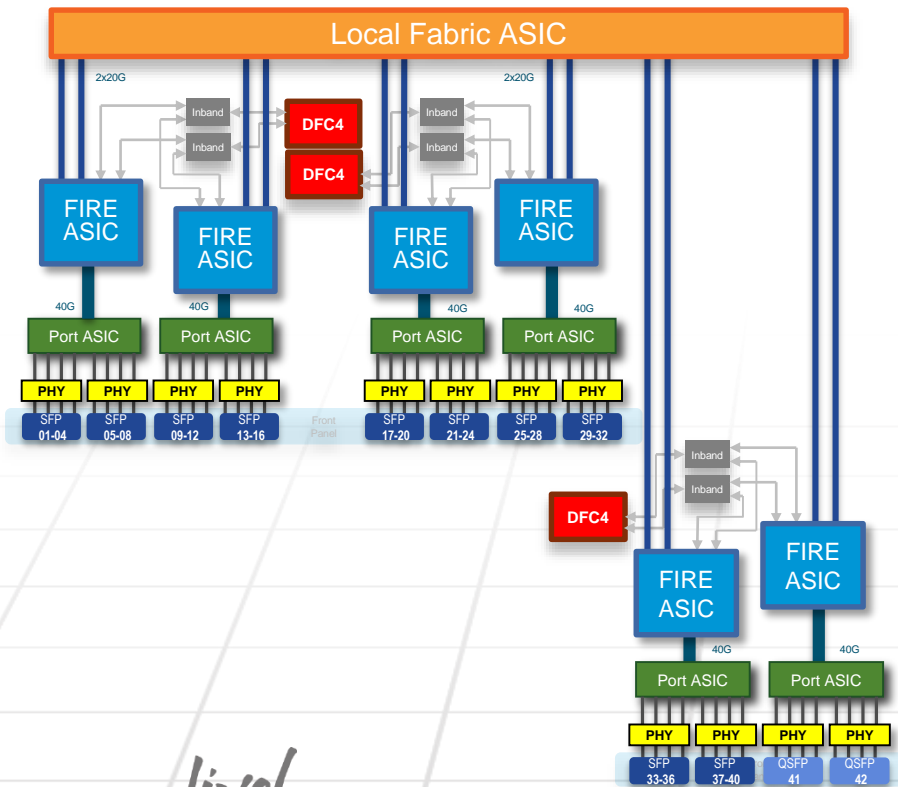 Local Fabric ASIC
2x20G
2x20G
Inband
Inband
DFC4
DFC4
Inband
Inband
FIRE
ASIC
FIRE
ASIC
FIRE
ASIC
FIRE
ASIC
40G
40G
40G
40G
Port ASIC
Port ASIC
Port ASIC
Port ASIC
PHY
PHY
PHY
PHY
PHY
PHY
PHY
PHY
SFP
01-04
SFP
05-08
SFP
09-12
SFP
13-16
Front
Panel
SFP
17-20
SFP
21-24
SFP
25-28
SFP
29-32
Inband
Inband
DFC4
FIRE
ASIC
FIRE
ASIC
40G
40G
Port ASIC
Port ASIC
PHY
PHY
PHY
PHY
SFP
33-36
SFP
37-40
QSFP
41
QSFP
42